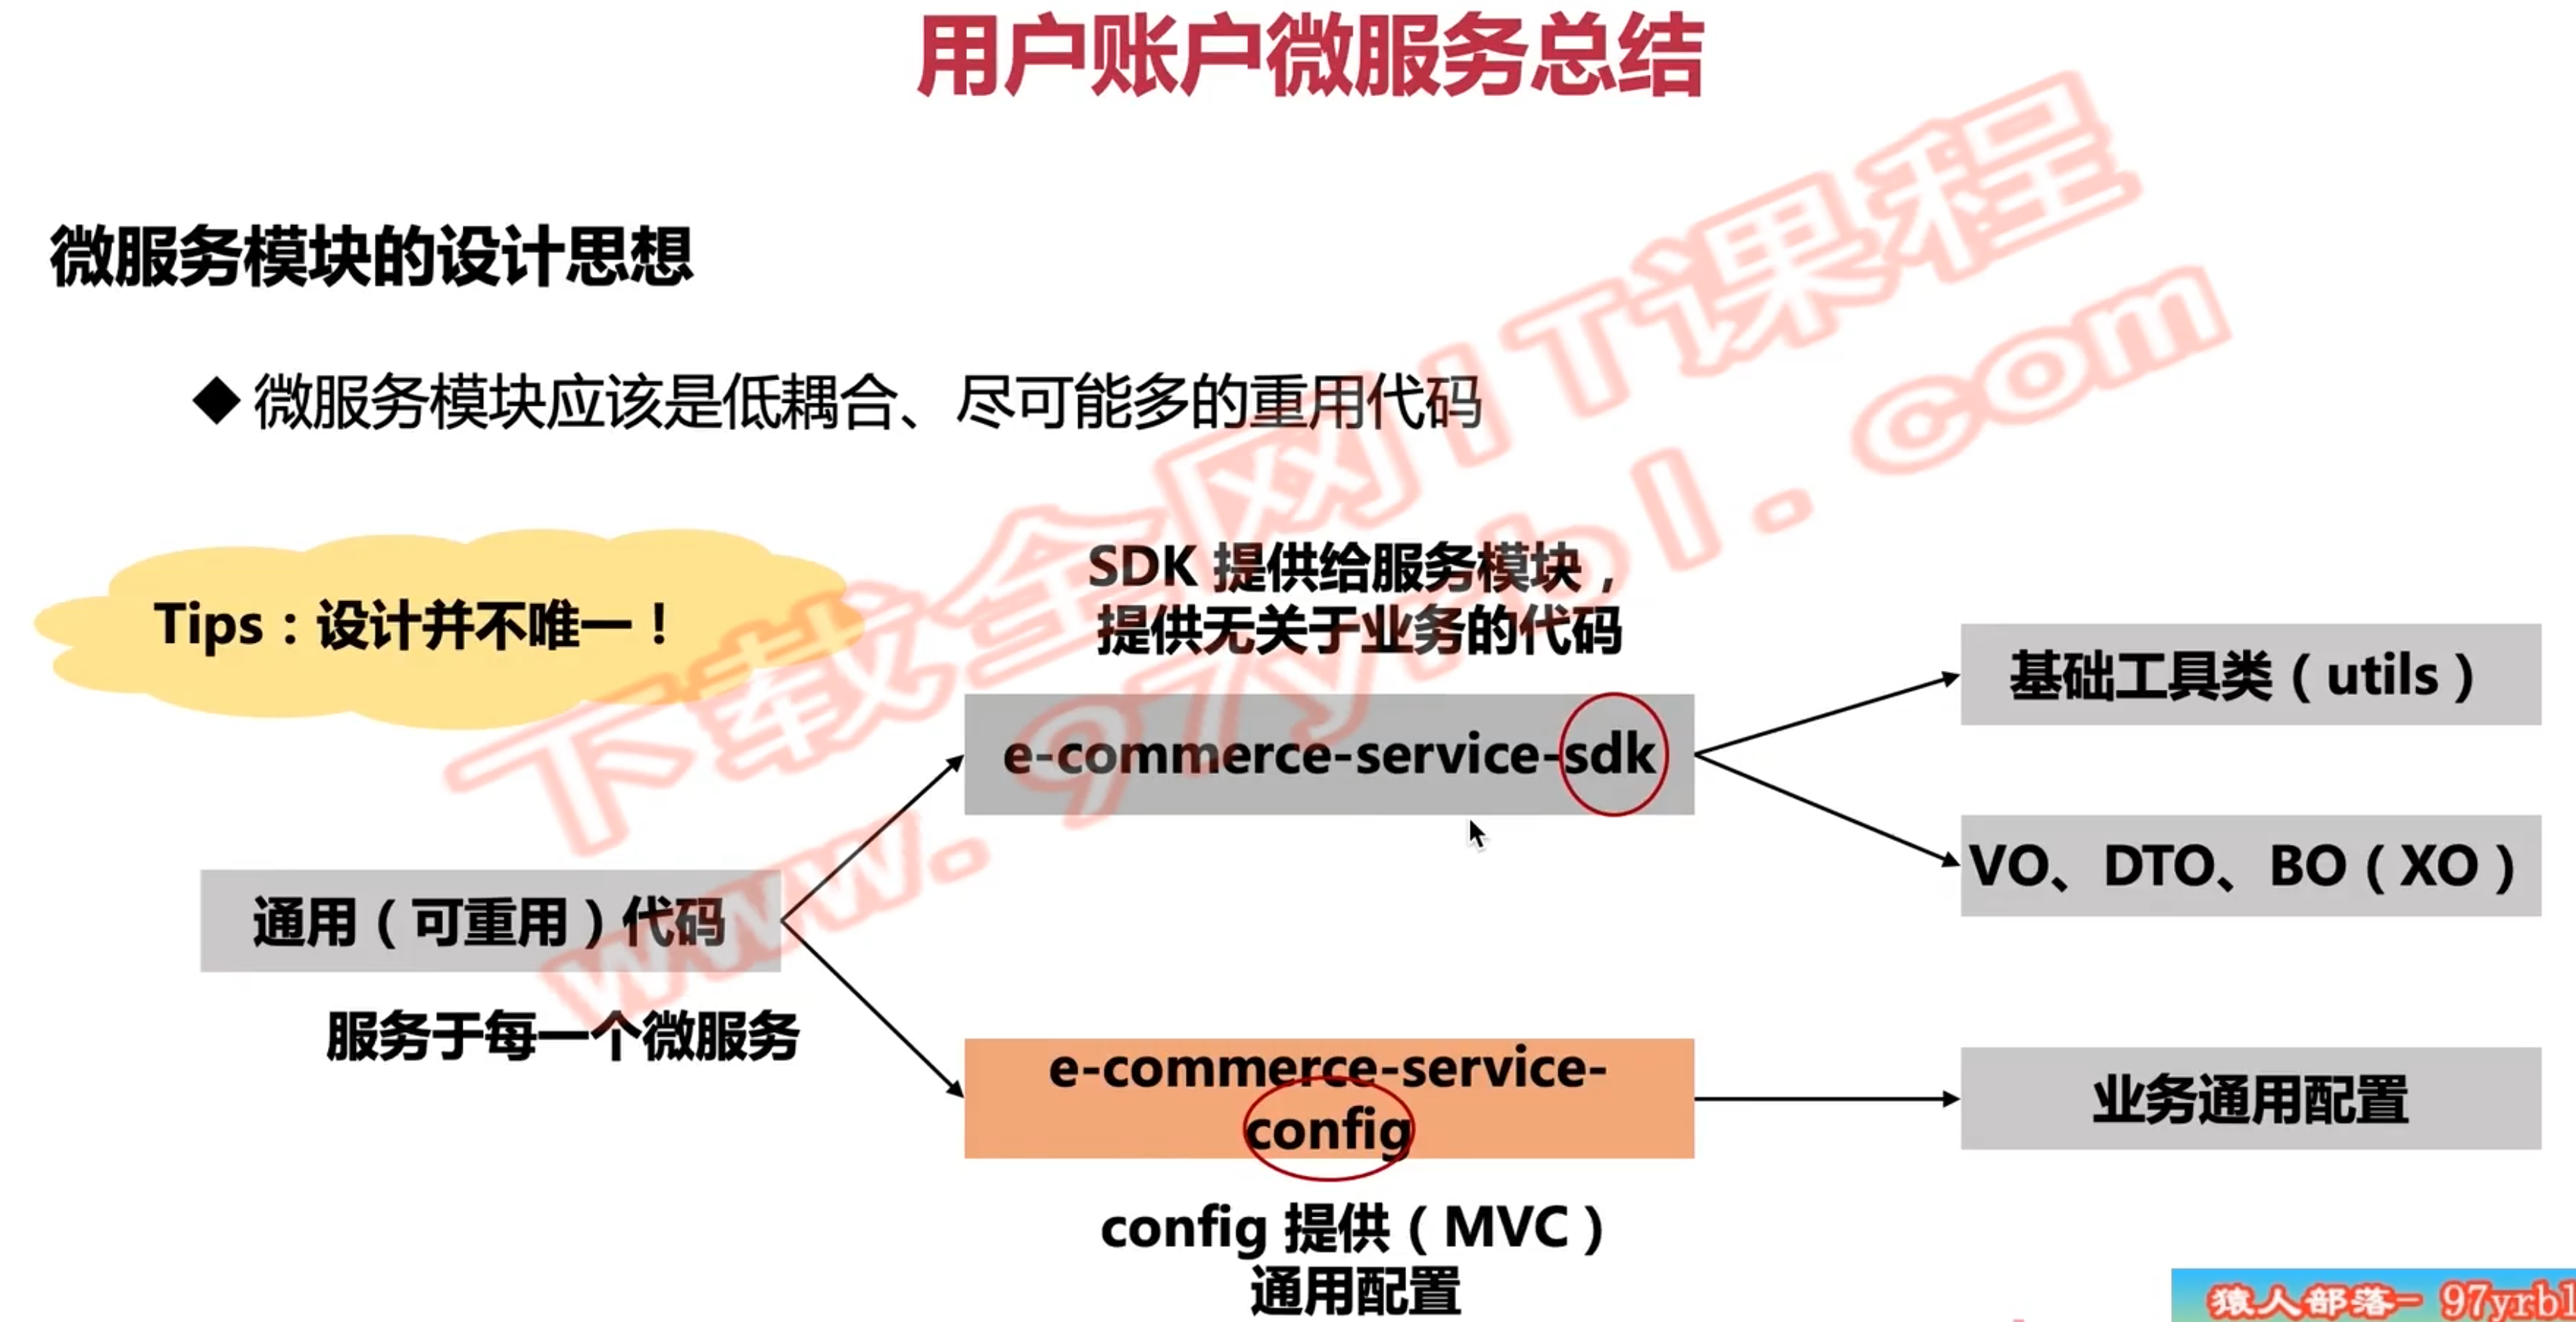 用户账户微服务总结
微服务模块的设计思想
◆ 微服务模块应该是低耦合、尽可能多的重用代码
Tips：设计并不唯一！
SDK 提供给服务模块，
提供无关于业务的代码
e-commerce-service-sdk
基础工具类（utils）
VO、DTO、BO（XO）
通用（可重用）代码
服务于每一个微服务
e-commerce-service-
config
业务通用配置
config 提供（MVC）
通用配置
下载全网IT课程
www.97yrbl.com
猿人部落- 97yrbl